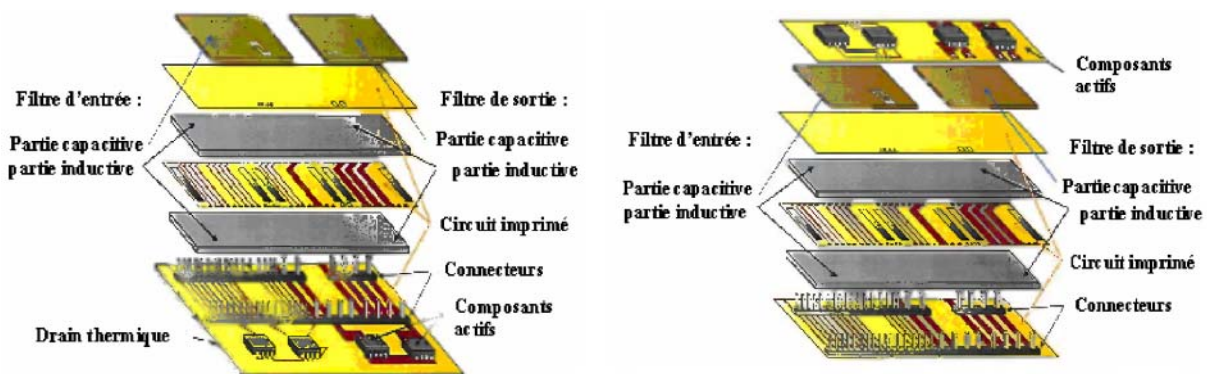 Filtre d'entrée :
Partie capacitive
partie inductive
Filtre de sortie :
Partie capacitive
partie inductive
Circuit imprimé
Connecteurs
Composants
actifs
Drain thermique
Composants
actifs
Filtre d'entrée :
Partie capacitive
partie inductive
Filtre de sortie :
Partie capacitive
partie inductive
Circuit imprimé
Connecteurs